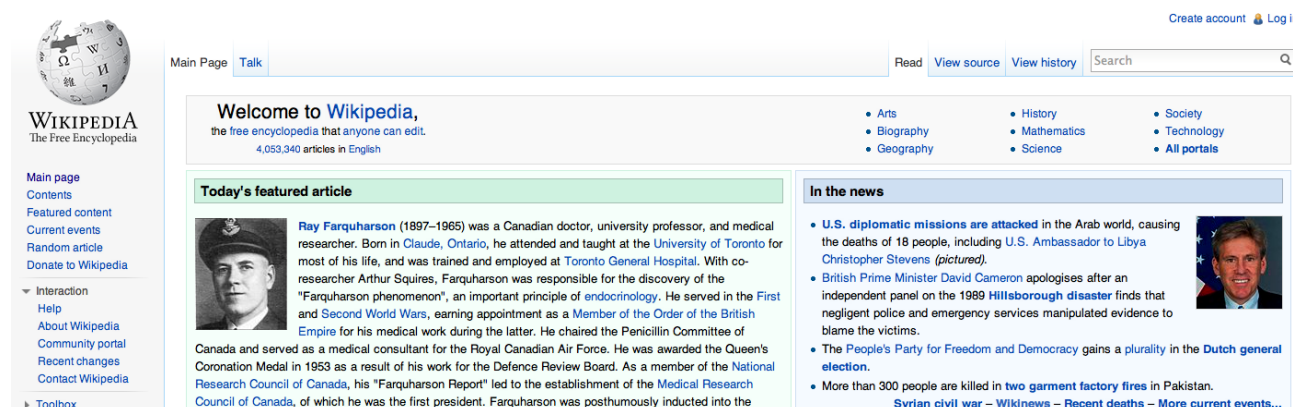 Create account Log i
Main Page Talk Read View source View history Search
WIKIPEDIA
The Free Encyclopedia
Main page
Contents
Featured content
Current events
Random article
Donate to Wikipedia
Interaction
Help
About Wikipedia
Community portal
Recent changes
Contact Wikipedia
Toolbox
Welcome to Wikipedia,
the free encyclopedia that anyone can edit.
4,053,340 articles in English
Arts
Biography
Geography
History
Mathematics
Science
Society
Technology
All portals
Today's featured article
Ray Farquharson (1897–1965) was a Canadian doctor, university professor, and medical
researcher. Born in Claude, Ontario, he attended and taught at the University of Toronto for
most of his life, and was trained and employed at Toronto General Hospital. With co-
researcher Arthur Squires, Farquharson was responsible for the discovery of the
"Farquharson phenomenon", an important principle of endocrinology. He served in the First
and Second World Wars, earning appointment as a Member of the Order of the British
Empire for his medical work during the latter. He chaired the Penicillin Committee of
Canada and served as a medical consultant for the Royal Canadian Air Force. He was awarded the Queen's
Coronation Medal in 1953 as a result of his work for the Defence Review Board. As a member of the National
Research Council of Canada, his "Farquharson Report" led to the establishment of the Medical Research
Council of Canada, of which he was the first president. Farquharson was posthumously inducted into the
In the news
U.S. diplomatic missions are attacked in the Arab world, causing
the deaths of 18 people, including U.S. Ambassador to Libya
Christopher Stevens (pictured).
British Prime Minister David Cameron apologises after an
independent panel on the 1989 Hillsborough disaster finds that
negligent police and emergency services manipulated evidence to
blame the victims.
The People's Party for Freedom and Democracy gains a plurality in the Dutch general
election.
More than 300 people are killed in two garment factory fires in Pakistan.
Syrian civil war – Wikinews – Recent deaths – More current events...